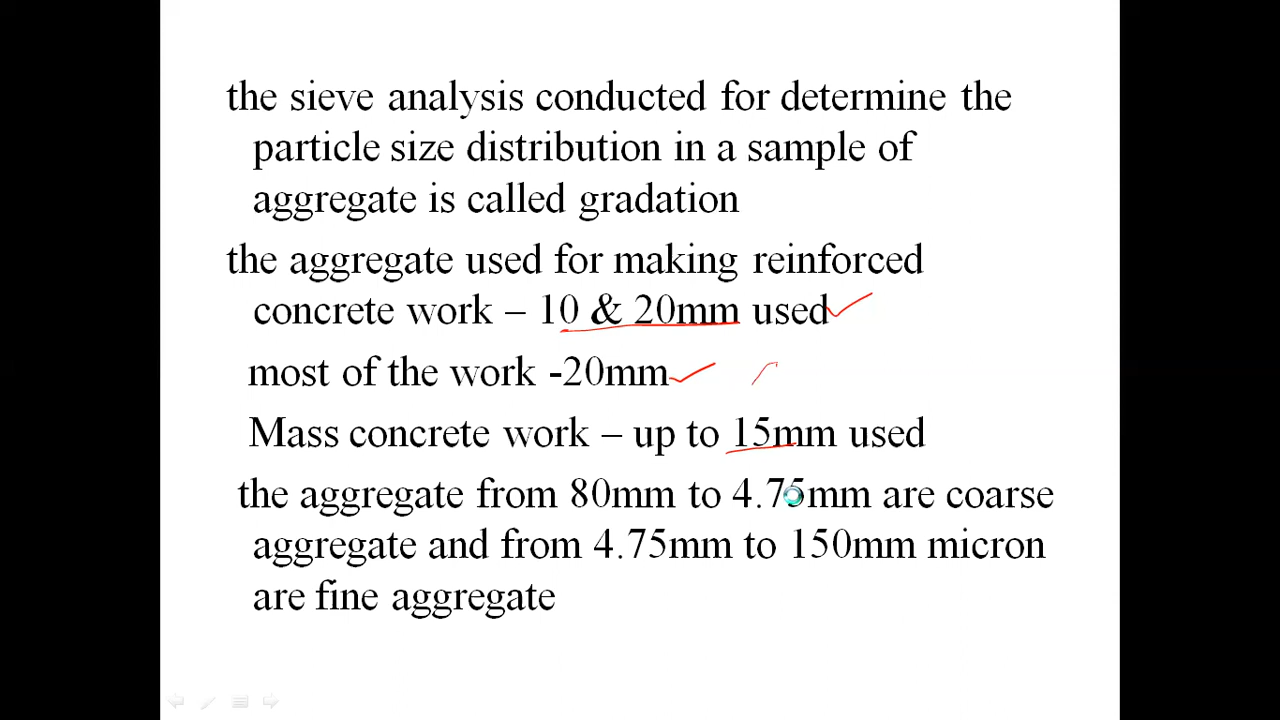 the sieve analysis conducted for determine the
particle size distribution in a sample of
aggregate is called gradation
the aggregate used for making reinforced
concrete work – 10 & 20mm used
most of the work -20mm
Mass concrete work – up to 15mm used
the aggregate from 80mm to 4.75mm are coarse
aggregate and from 4.75mm to 150mm micron
are fine aggregate